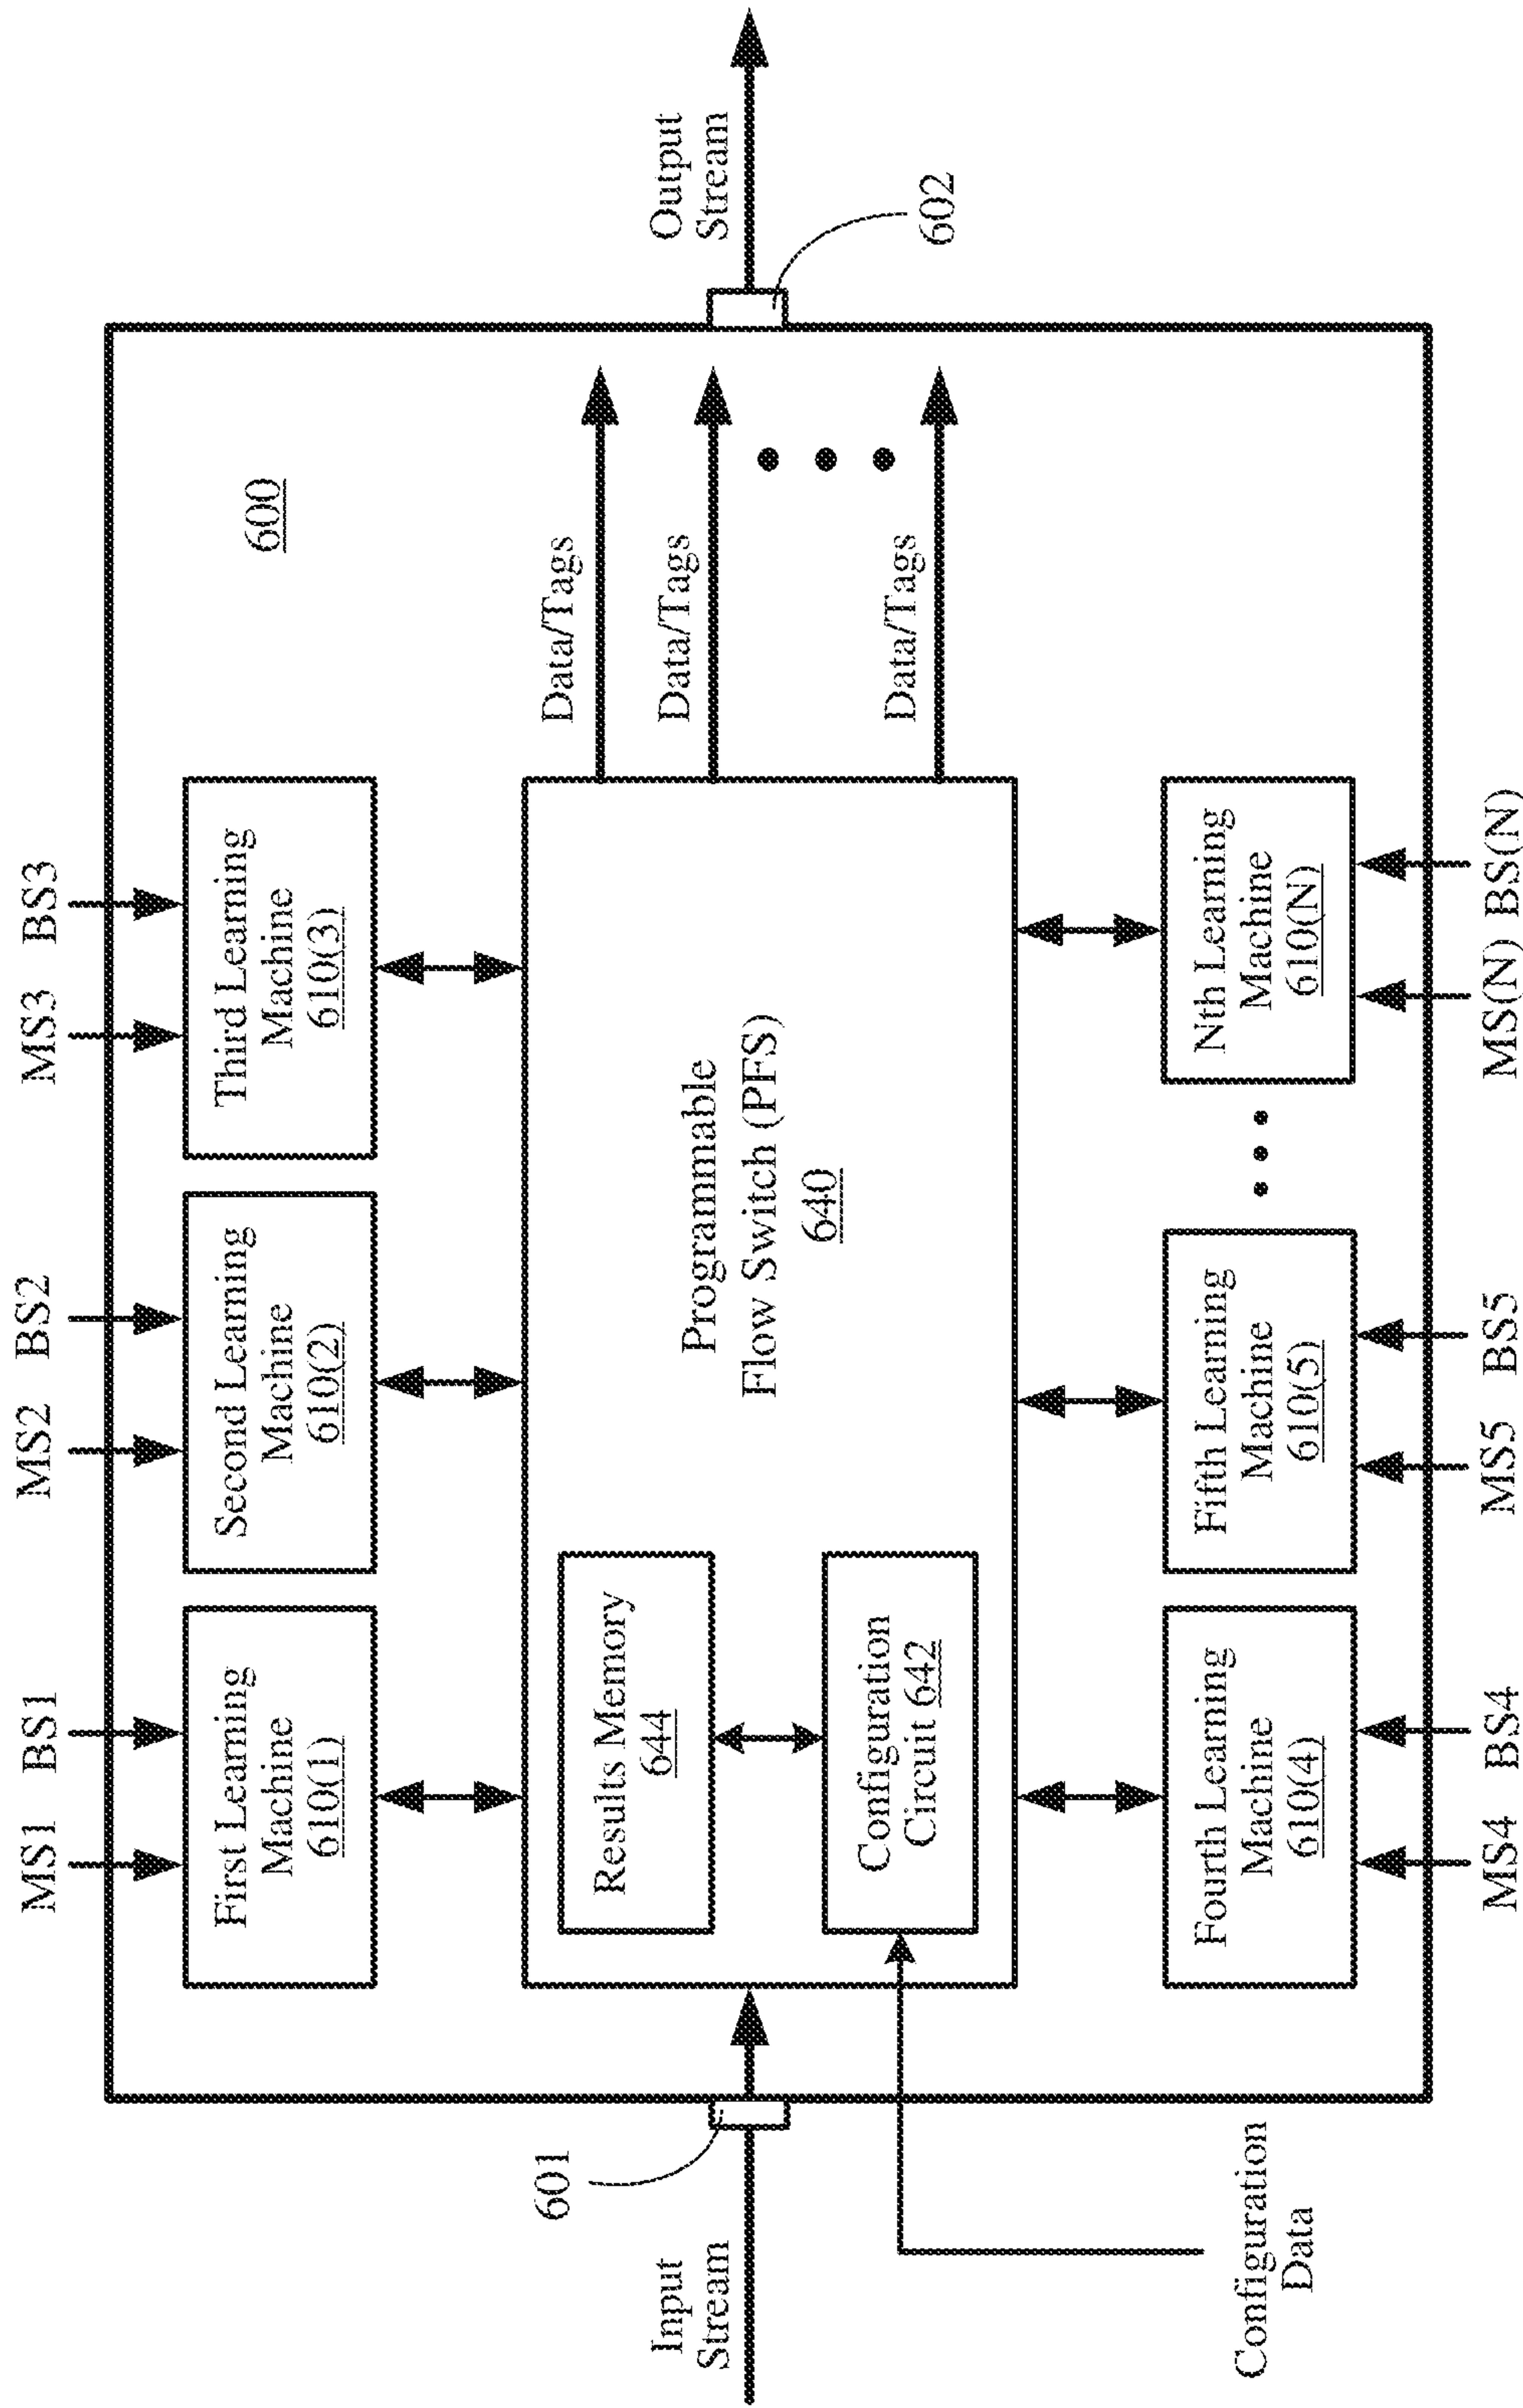 MS1
BS1
MS2
BS2
MS3
BS3
First Learning
Machine
610(1)
Second Learning
Machine
610(2)
Third Learning
Machine
610(3)
600
Input
Stream
601
Results Memory
644
Configuration
Circuit 642
Programmable
Flow Switch (PFS)
640
Data/Tags
Data/Tags
Data/Tags
Output
Stream
602
Configuration
Data
Fourth Learning
Machine
610(4)
Fifth Learning
Machine
610(5)
Nth Learning
Machine
610(N)
MS4
BS4
MS5
BS5
MS(N)
BS(N)